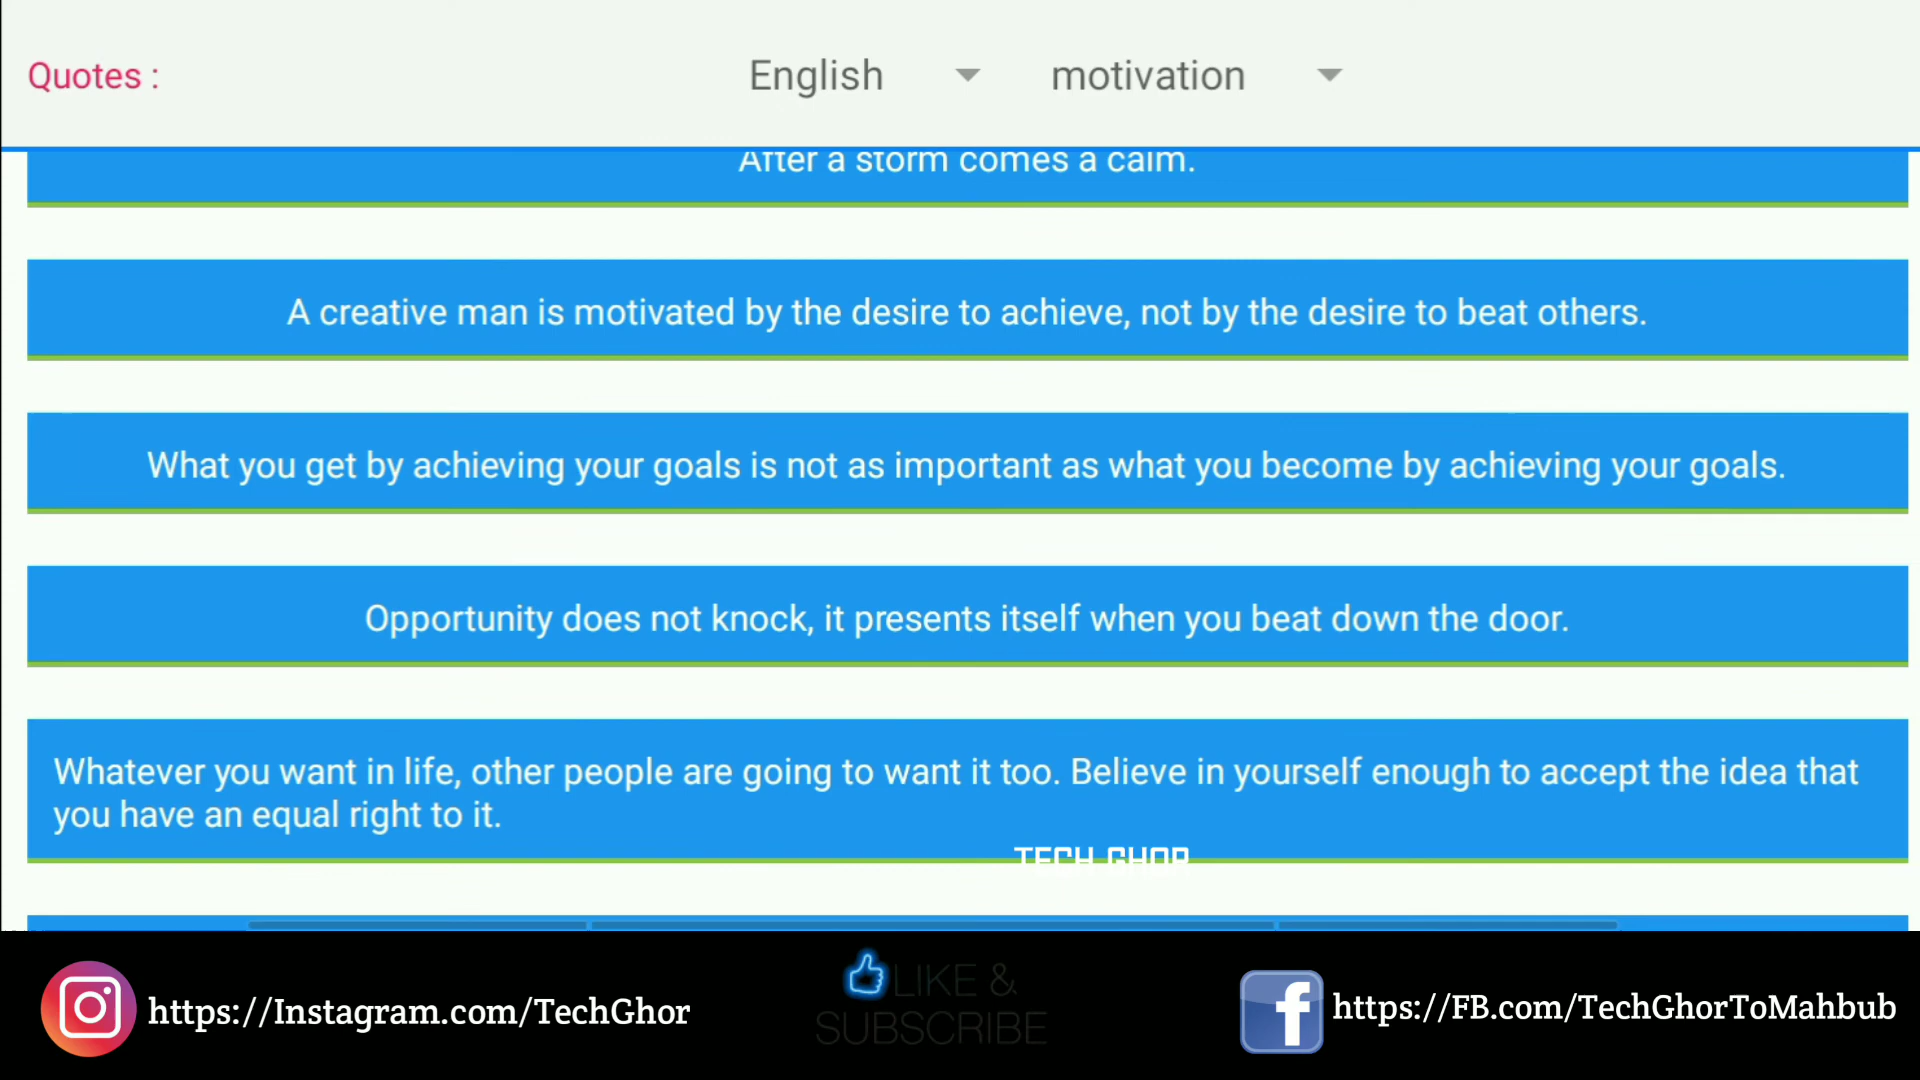 Quotes :
English
motivation
After a storm comes a calm.
A creative man is motivated by the desire to achieve, not by the desire to beat others.
What you get by achieving your goals is not as important as what you become by achieving your goals.
Opportunity does not knock, it presents itself when you beat down the door.
Whatever you want in life, other people are going to want it too. Believe in yourself enough to accept the idea that
you have an equal right to it.
TECH GHOR
https://Instagram.com/TechGhor
LIKE &
SUBSCRIBE
https://FB.com/TechGhorToMahbub